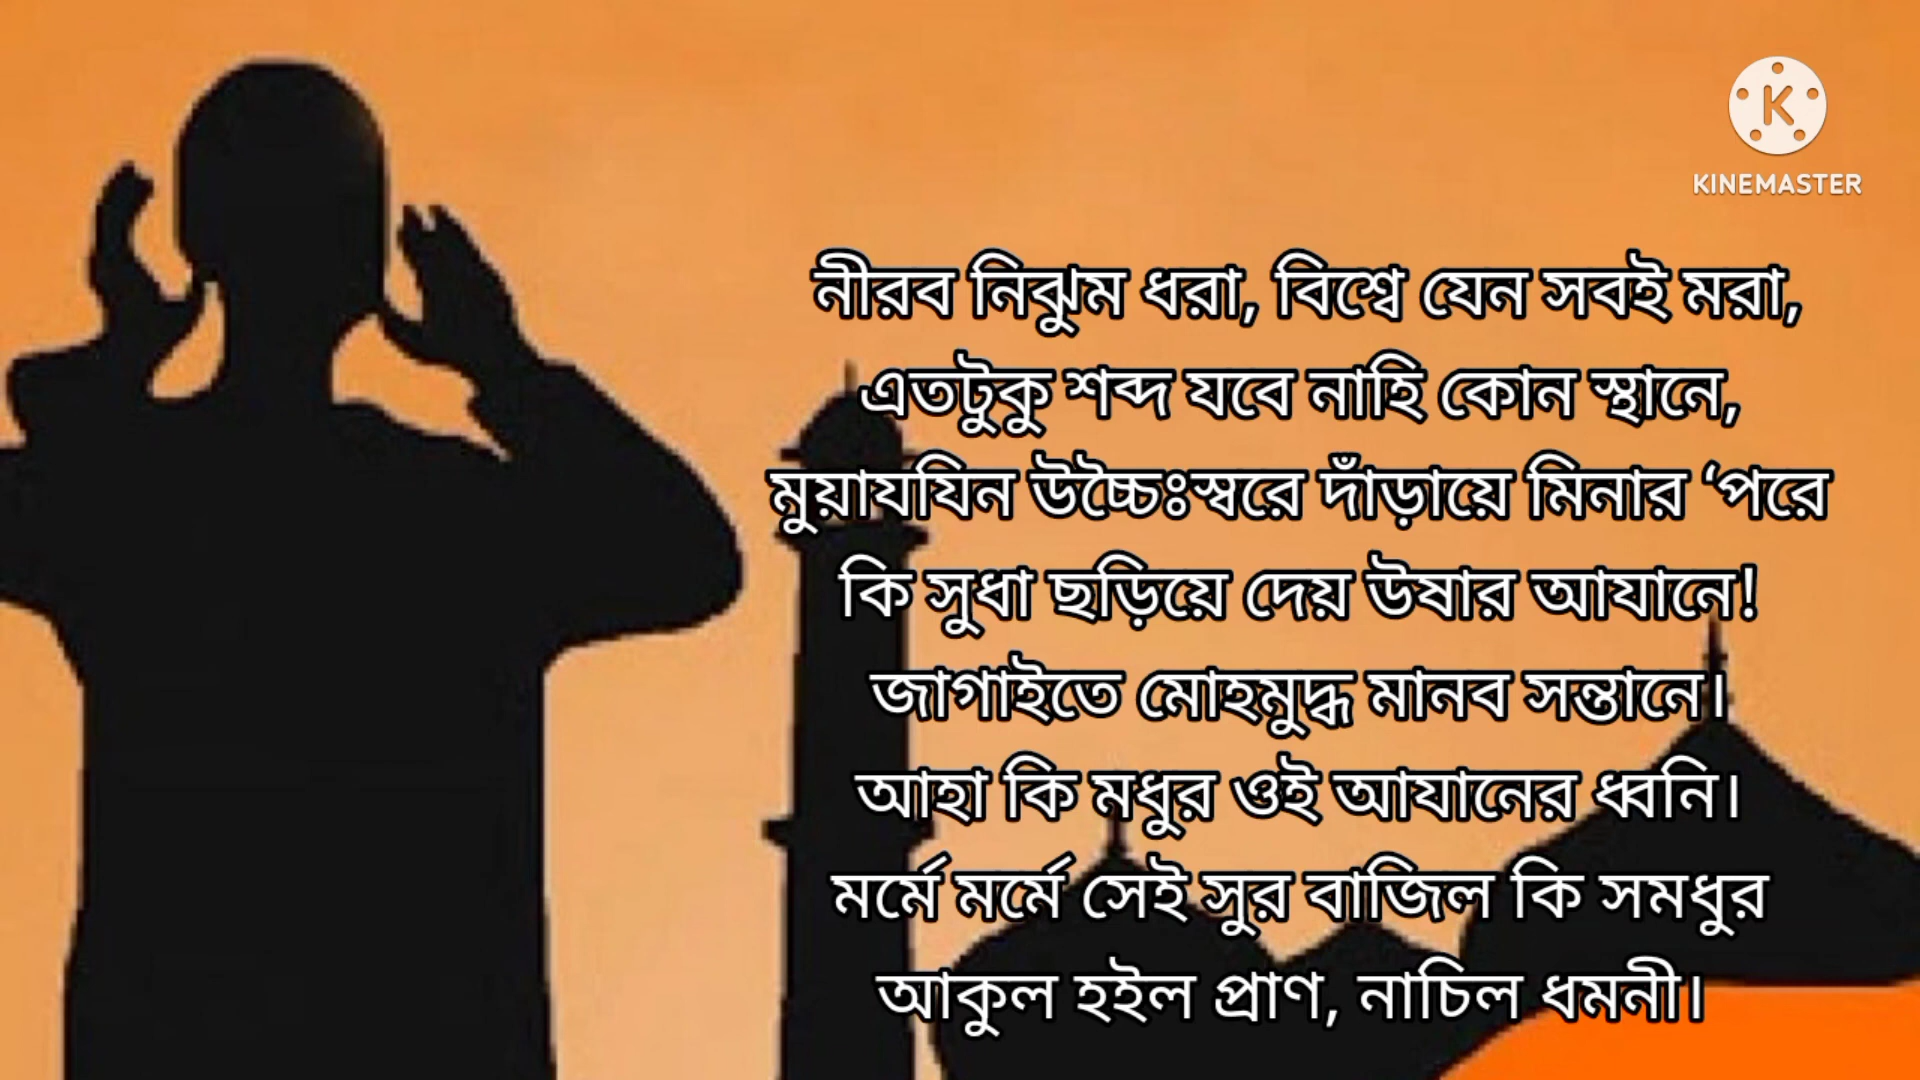 KINEMASTER
নীরব নিঝুম ধরা, বিশ্বে যেন সবই মরা,
এতটুকু শব্দ যবে নাহি কোন স্থানে,
মুয়াযযিন উচ্চৈঃস্বরে দাঁড়ায়ে মিনার ‘পরে
কি সুধা ছড়িয়ে দেয় উষার আযানে!
জাগাইতে মোহমুদ্ধ মানব সন্তানে।
আহা কি মধুর ওই আযানের ধ্বনি।
মর্মে মর্মে সেই সুর বাজিল কি সমধুর
আকুল হইল প্রাণ, নাচিল ধমনী।